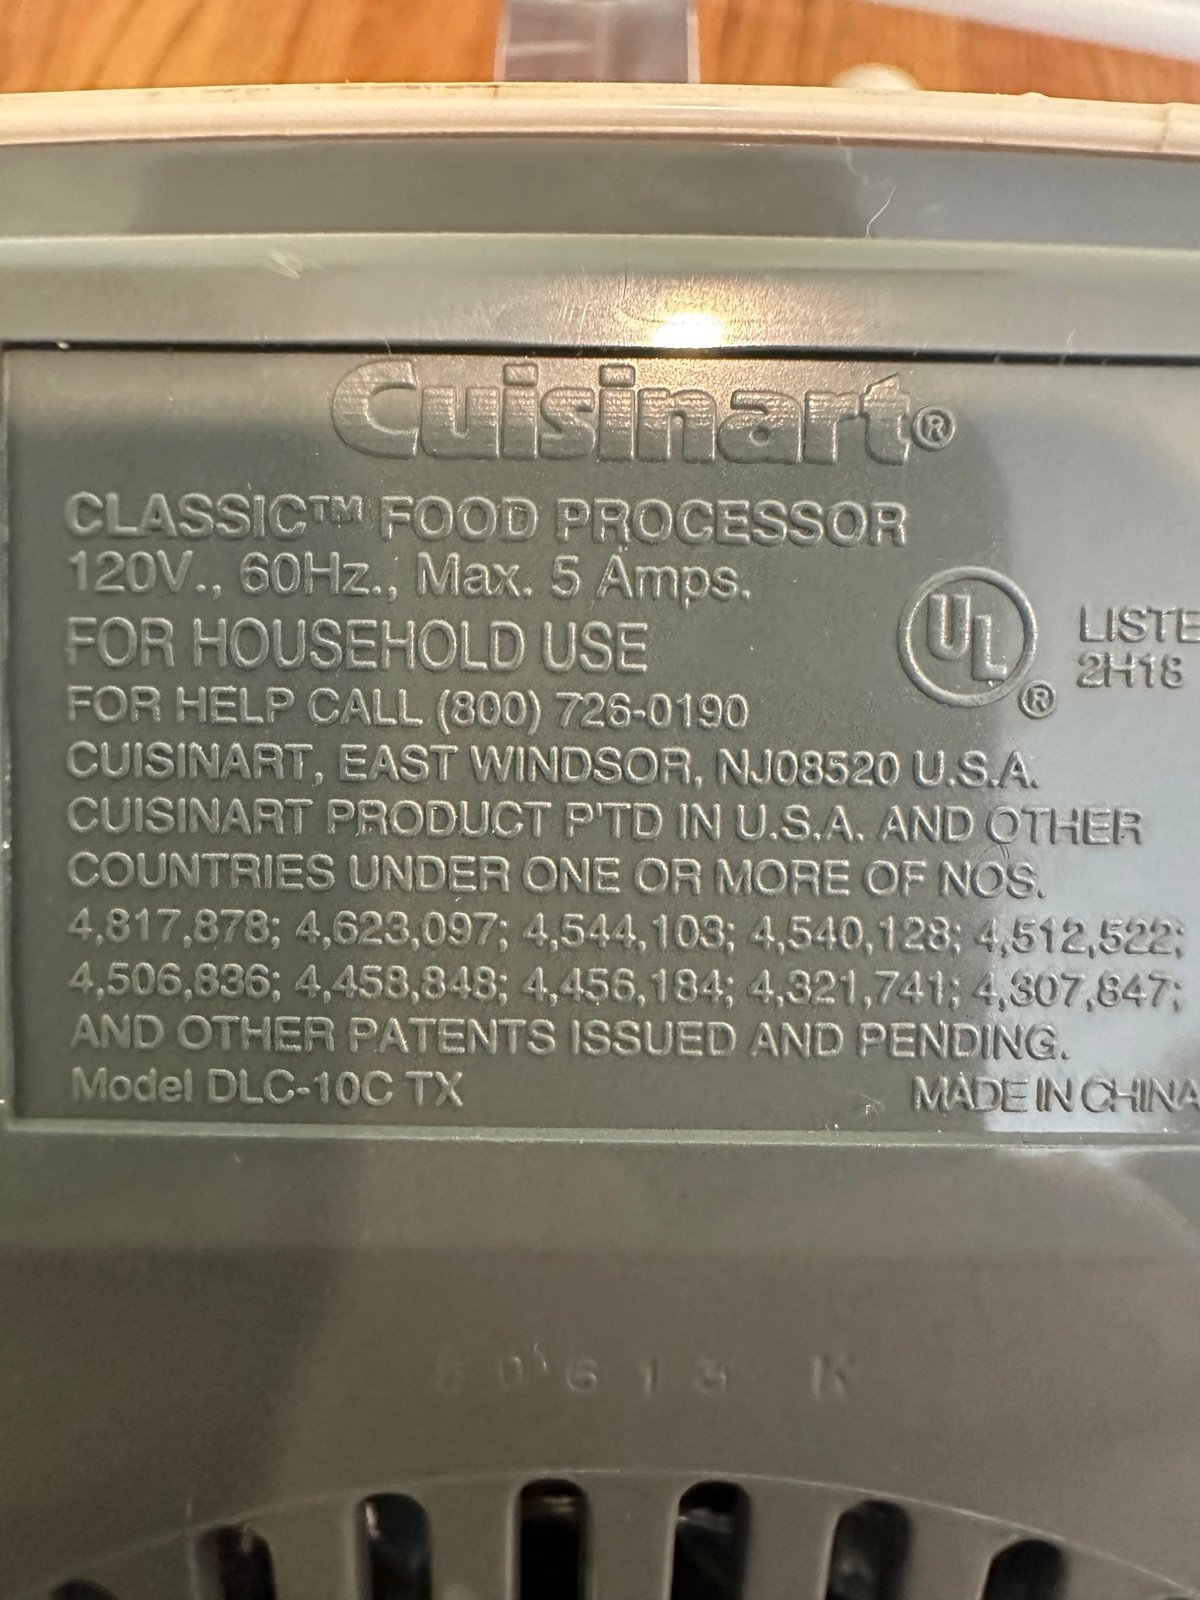 Cuisinart®
CLASSIC™ FOOD PROCESSOR
120V., 60Hz., Max. 5 Amps.
FOR HOUSEHOLD USE
FOR HELP CALL (800) 726-0190
UL® LISTE
2H18
CUISINART, EAST WINDSOR, NJ08520 U.S.A.
CUISINART PRODUCT P'TD IN U.S.A. AND OTHER
COUNTRIES UNDER ONE OR MORE OF NOS.
4,817,878; 4,623,097; 4,544,103; 4,540,128; 4,512,522;
4,506,836; 4,458,848; 4,456,184; 4,321,741; 4,307,847;
AND OTHER PATENTS ISSUED AND PENDING.
Model DLC-10C TX
MADE IN CHINA